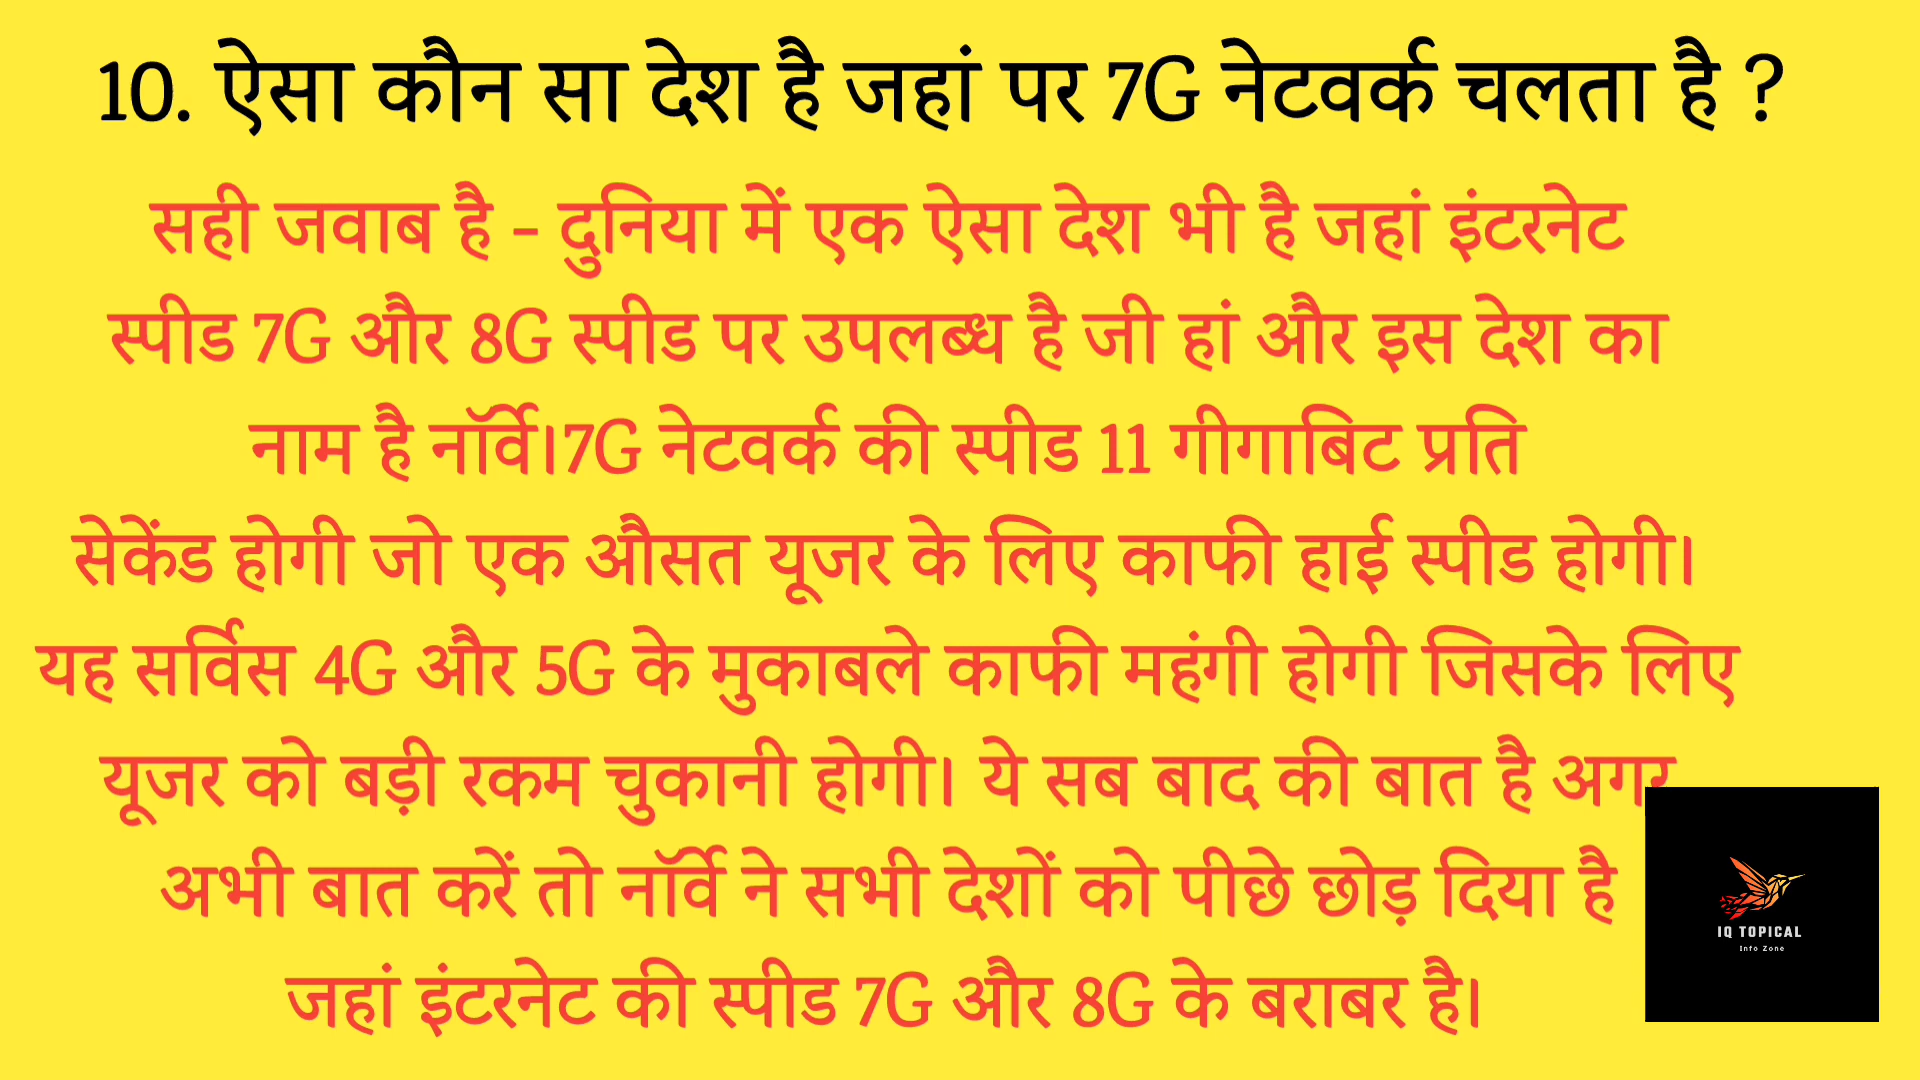 10. ऐसा कौन सा देश है जहां पर 7G नेटवर्क चलता है ?
सही जवाब है - दुनिया में एक ऐसा देश भी है जहां इंटरनेट
स्पीड 7G और 8G स्पीड पर उपलब्ध है जी हां और इस देश का
नाम है नॉर्वे।7G नेटवर्क की स्पीड 11 गीगाबिट प्रति
सेकेंड होगी जो एक औसत यूजर के लिए काफी हाई स्पीड होगी।
यह सर्विस 4G और 5G के मुकाबले काफी महंगी होगी जिसके लिए
यूजर को बड़ी रकम चुकानी होगी। ये सब बाद की बात है अगर
अभी बात करें तो नॉर्वे ने सभी देशों को पीछे छोड़ दिया है
जहां इंटरनेट की स्पीड 7G और 8G के बराबर है।
IQ TOPICAL
Info Zone